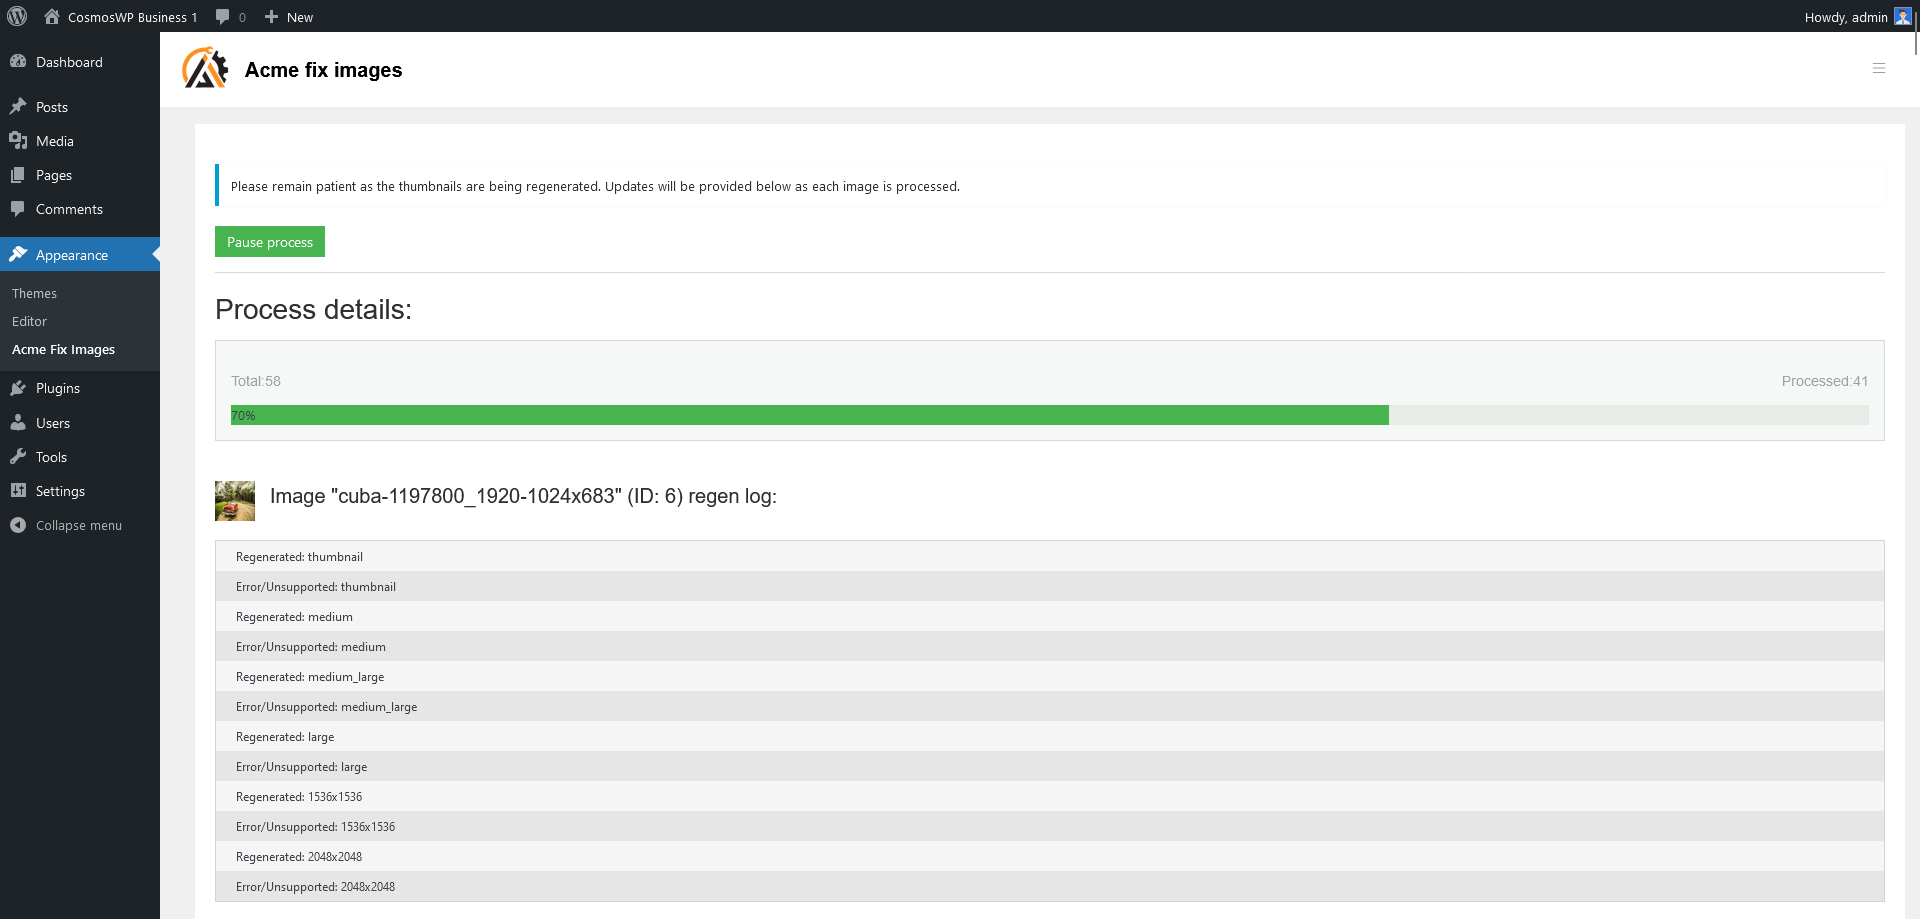 CosmosWP Business 1 0 New Howdy, admin
Dashboard
Posts
Media
Pages
Comments
Appearance
Themes
Editor
Acme Fix Images
Plugins
Users
Tools
Settings
Collapse menu
Acme fix images
Please remain patient as the thumbnails are being regenerated. Updates will be provided below as each image is processed.
Pause process
Process details:
Total:58 Processed:41
70%
Image "cuba-1197800_1920-1024x683" (ID: 6) regen log:
Regenerated: thumbnail
Error/Unsupported: thumbnail
Regenerated: medium
Error/Unsupported: medium
Regenerated: medium_large
Error/Unsupported: medium_large
Regenerated: large
Error/Unsupported: large
Regenerated: 1536x1536
Error/Unsupported: 1536x1536
Regenerated: 2048x2048
Error/Unsupported: 2048x2048